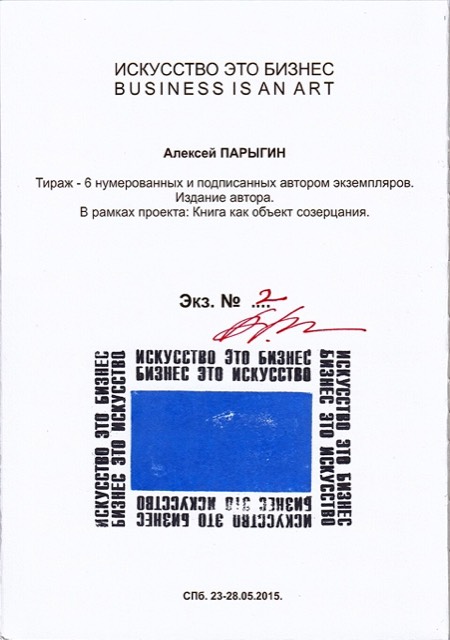 ИСКУССТВО ЭТО БИЗНЕС
BUSINESS IS AN ART
Алексей ПАРЫГИН
Тираж - 6 нумерованных и подписанных автором экземпляров.
Издание автора.
В рамках проекта: Книга как объект созерцания.
Экз. № 2
ИСКУССТВО ЭТО БИЗНЕС
БИЗНЕС ЭТО ИСКУССТВО
ИСКУССТВО ЭТО БИЗНЕС
БИЗНЕС ЭТО ИСКУССТВО
ИСКУССТВО ЭТО БИЗНЕС
БИЗНЕС ЭТО ИСКУССТВО
ИСКУССТВО ЭТО БИЗНЕС
БИЗНЕС ЭТО ИСКУССТВО
СПб. 23-28.05.2015.